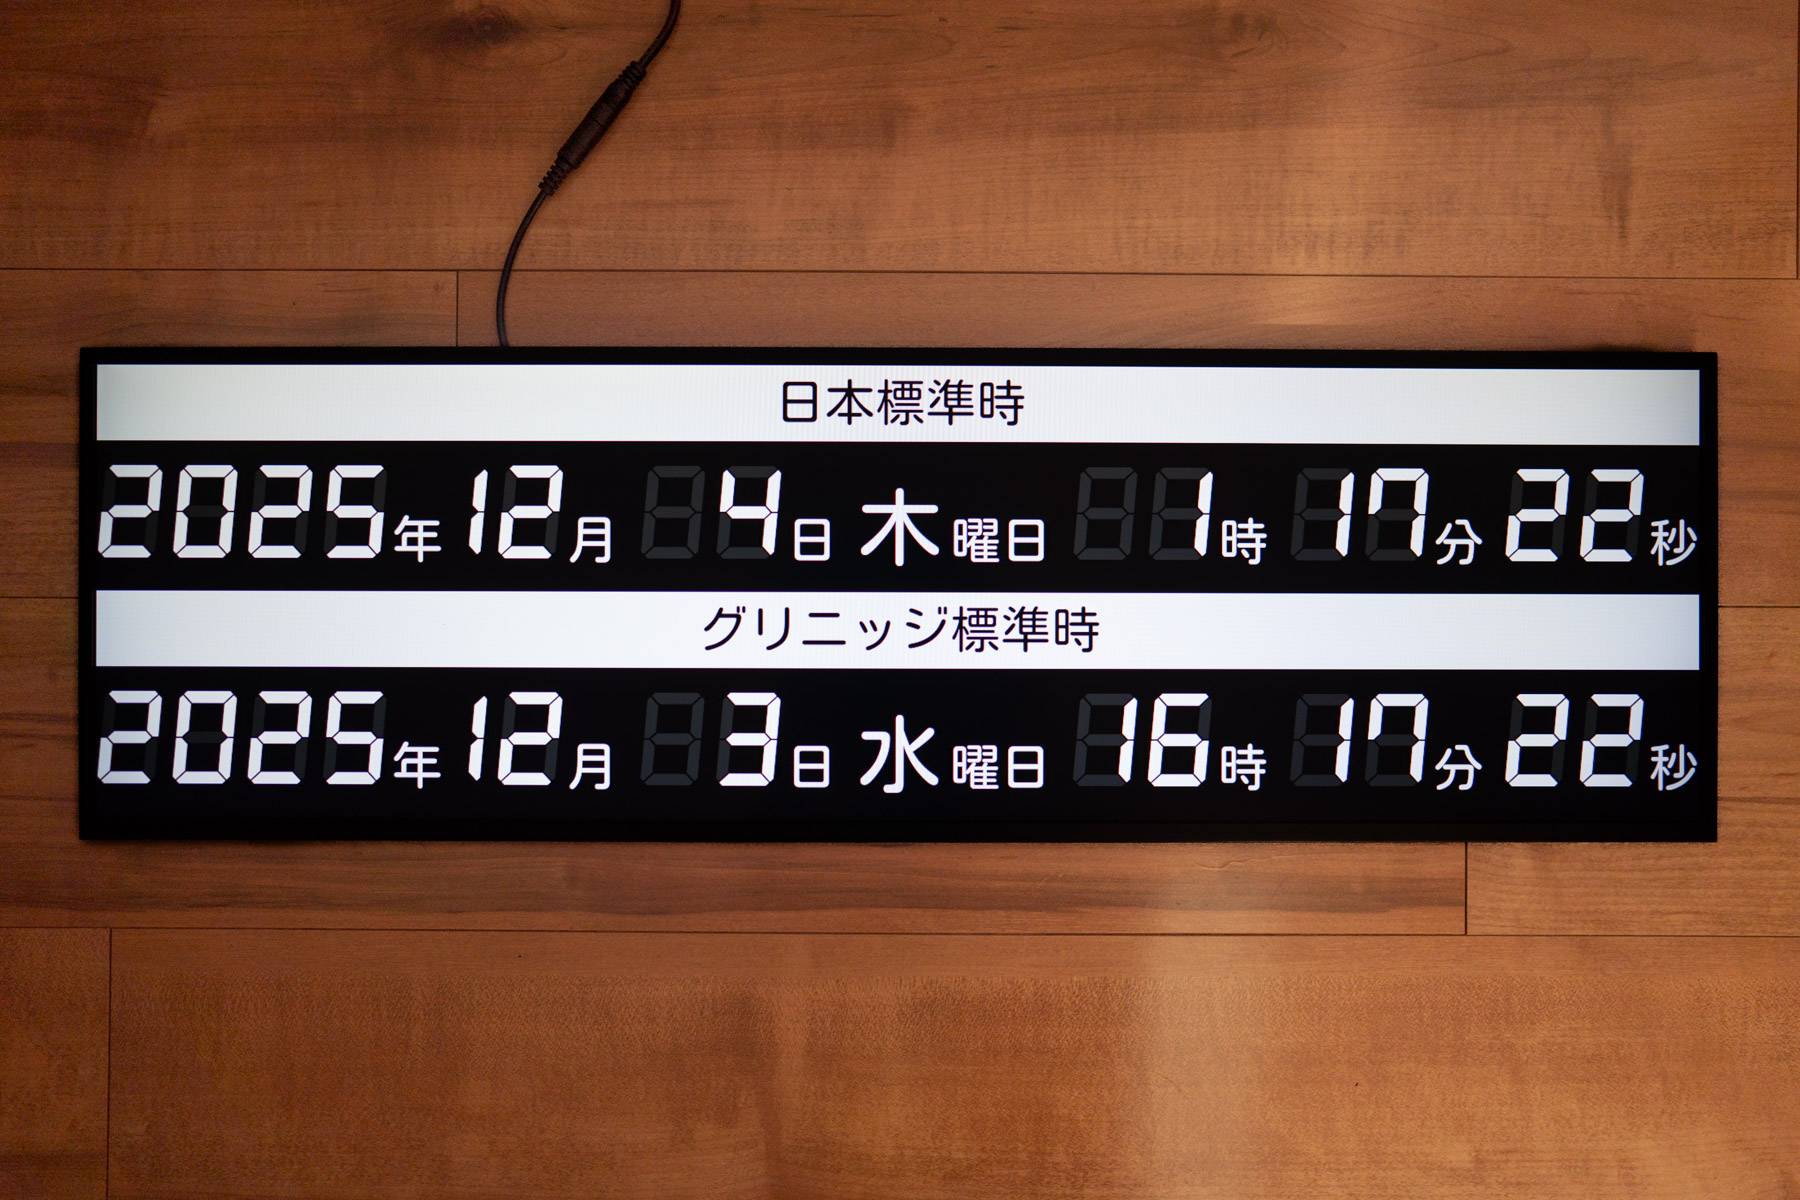 日本標準時
2025年 12月 4日 木曜日 1時 17分 22秒
グリニッジ標準時
2025年 12月 3日 水曜日 16時 17分 22秒